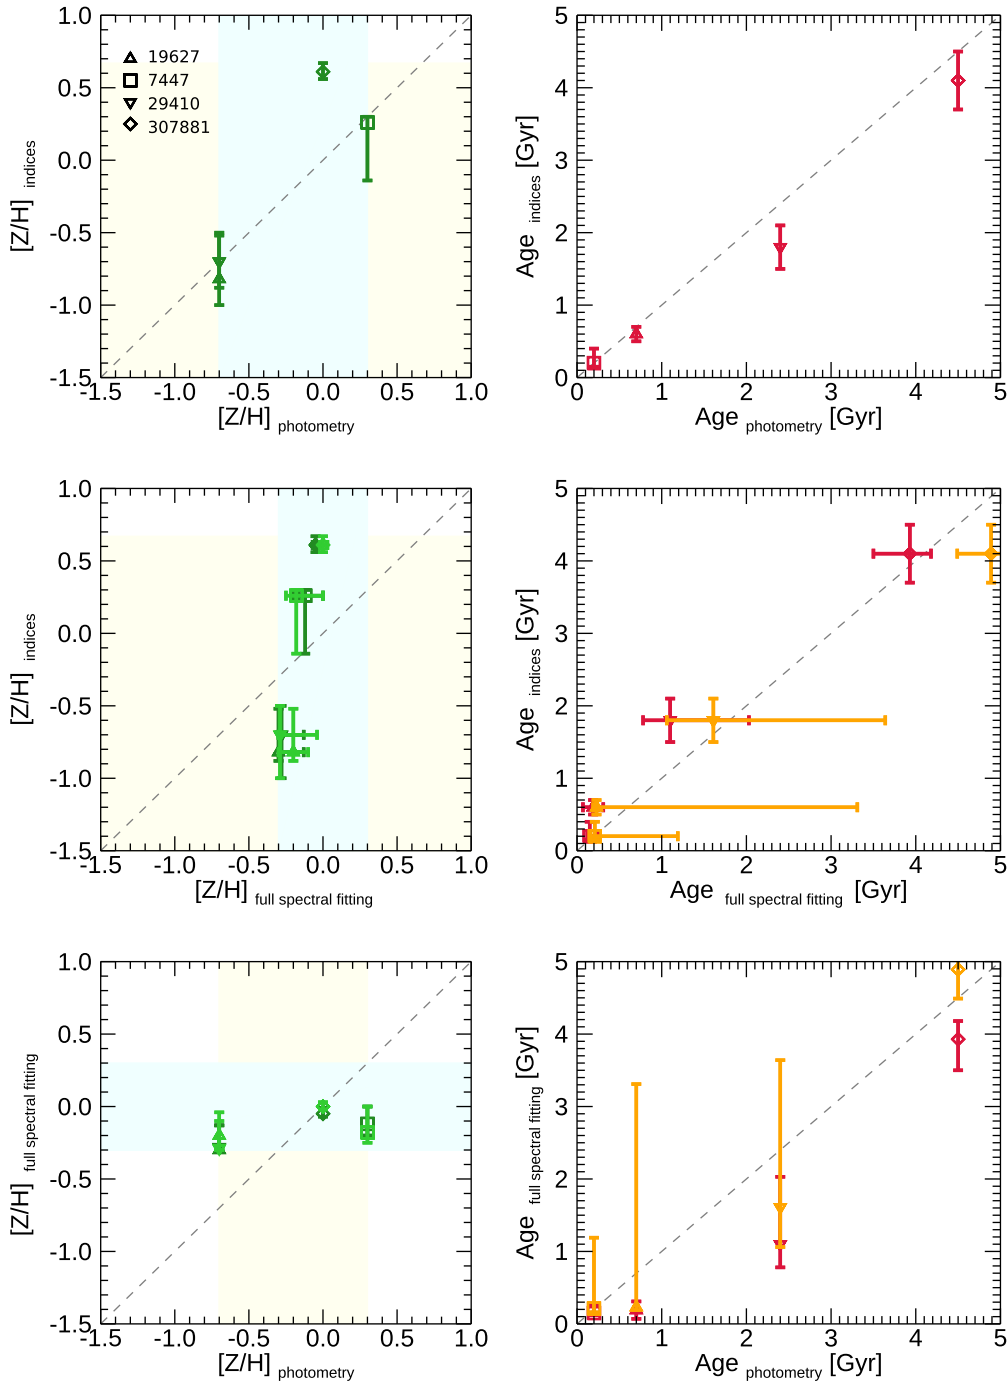 1.0
0.5
0.0
-0.5
-1.0
-1.5
[Z/H] indices
19627
7447
29410
307881
-1.5 -1.0 -0.5 0.0 0.5 1.0
[Z/H] photometry
5
4
3
2
1
0
Age indices [Gyr]
0 1 2 3 4 5
Age photometry [Gyr]
1.0
0.5
0.0
-0.5
-1.0
-1.5
[Z/H] indices
-1.5 -1.0 -0.5 0.0 0.5 1.0
[Z/H] full spectral fitting
5
4
3
2
1
0
Age indices [Gyr]
0 1 2 3 4 5
Age full spectral fitting [Gyr]
1.0
0.5
0.0
-0.5
-1.0
-1.5
[Z/H] full spectral fitting
-1.5 -1.0 -0.5 0.0 0.5 1.0
[Z/H] photometry
5
4
3
2
1
0
Age full spectral fitting [Gyr]
0 1 2 3 4 5
Age photometry [Gyr]